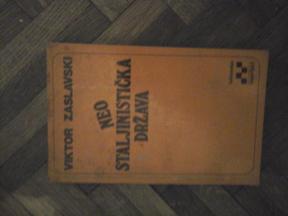 VIKTOR ZASLAVSKI
NEO
STALJINISTIČKA
DRŽAVA